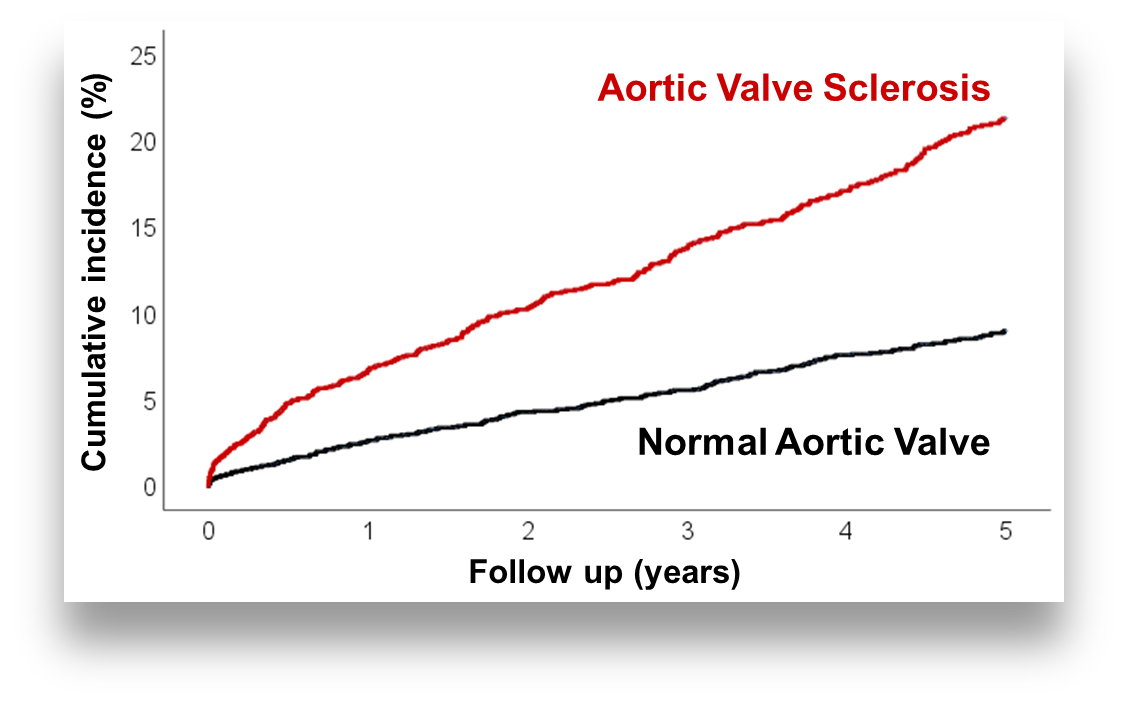 25
Aortic Valve Sclerosis
20
15
10
5
0
Cumulative incidence (%)
Normal Aortic Valve
0 1 2 3 4 5
Follow up (years)